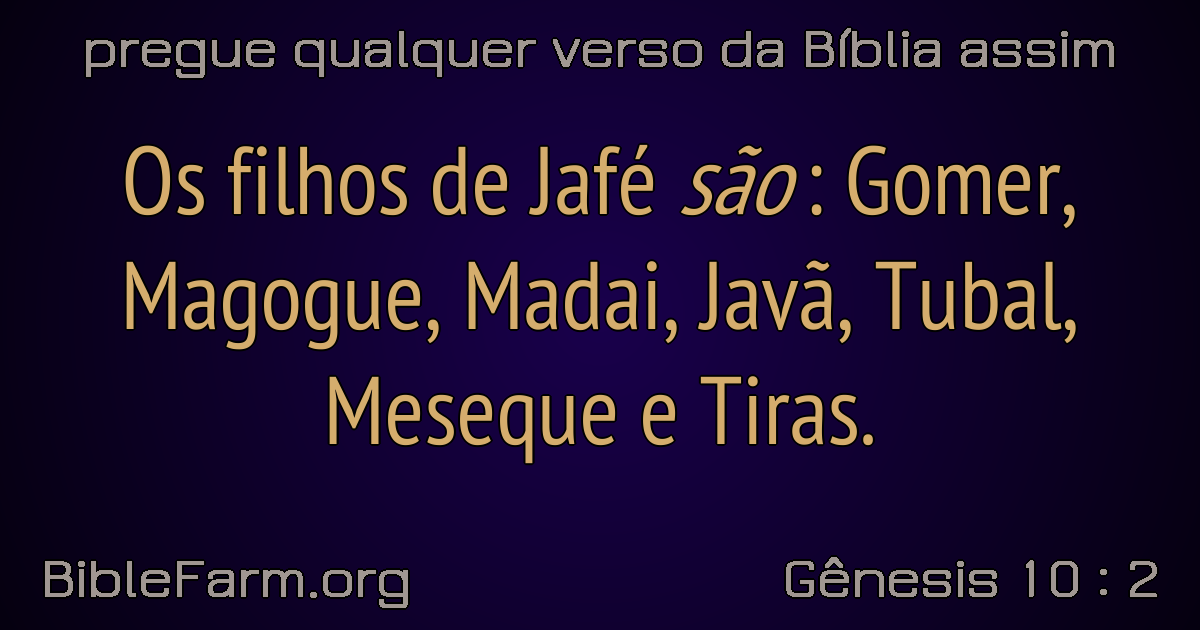 pregue qualquer verso da Bíblia assim
Os filhos de Jafé são: Gomer,
Magogue, Madai, Javã, Tubal,
Meseque e Tiras.
BibleFarm.org
Gênesis 10 : 2